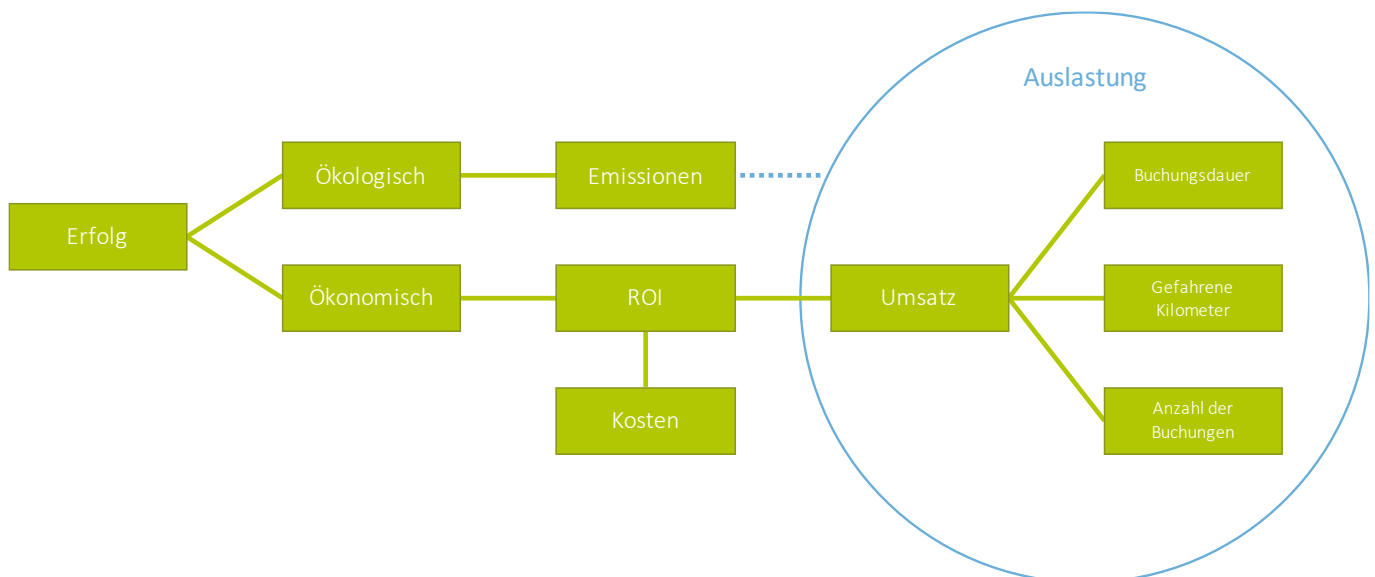 Auslastung
Ökologisch
Emissionen
Buchungsdauer
Erfolg
Ökonomisch
ROI
Umsatz
Gefahrene
Kilometer
Kosten
Anzahl der
Buchungen